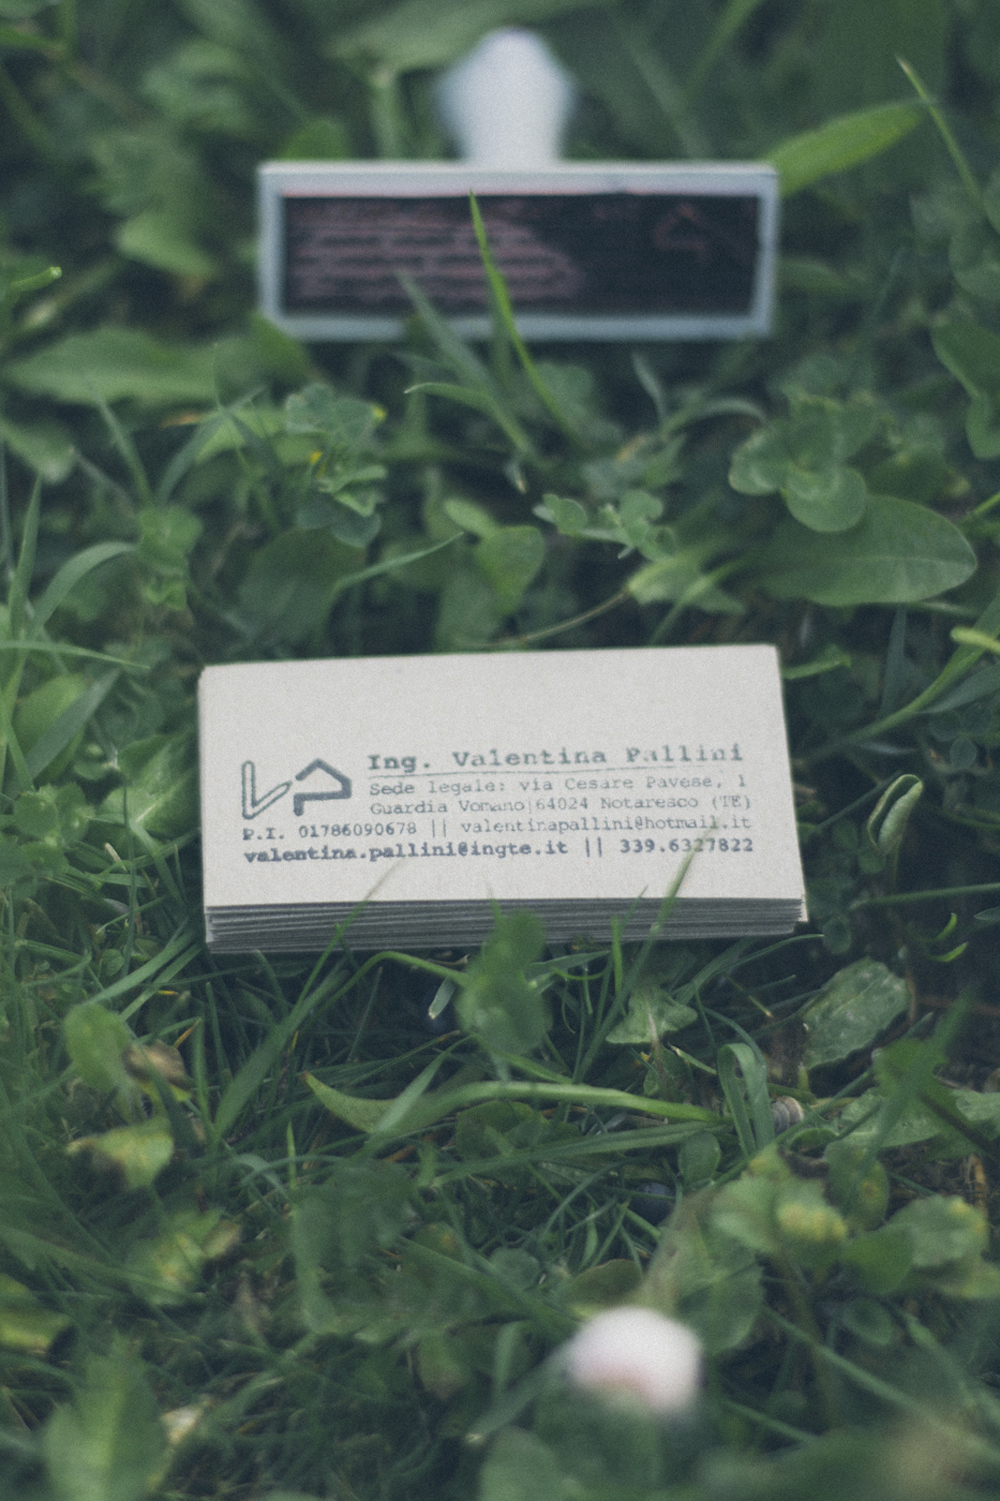 Ing. Valentina Pallini
Sede legale: via Cesare Pavese, 1
Guardia Vomano|64024 Notaresco (TE)
P.I. 01786090678 || valentinapallini@hotmail.it
valentina.pallini@ingte.it || 339.6327822